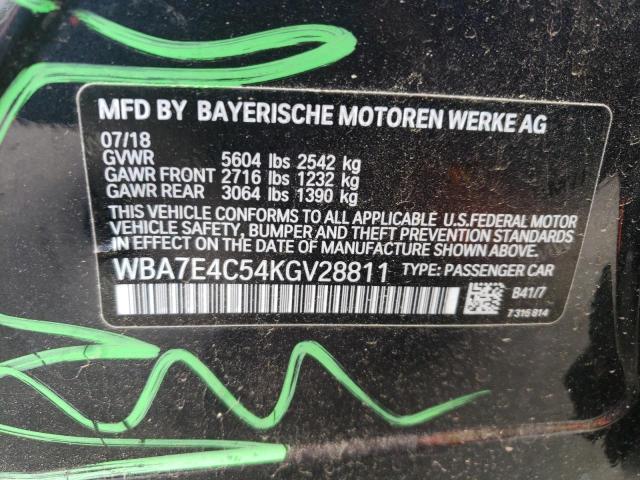 MFD BY BAYERISCHE MOTOREN WERKE AG
07/18
GVWR 5604 lbs 2542 kg
GAWR FRONT 2716 lbs 1232 kg
GAWR REAR 3064 lbs 1390 kg
THIS VEHICLE CONFORMS TO ALL APPLICABLE U.S.FEDERAL MOTOR
VEHICLE SAFETY, BUMPER AND THEFT PREVENTION STANDARDS
IN EFFECT ON THE DATE OF MANUFACTURE SHOWN ABOVE.
WBA7E4C54KGV28811 TYPE: PASSENGER CAR
B41/7
7 316 814